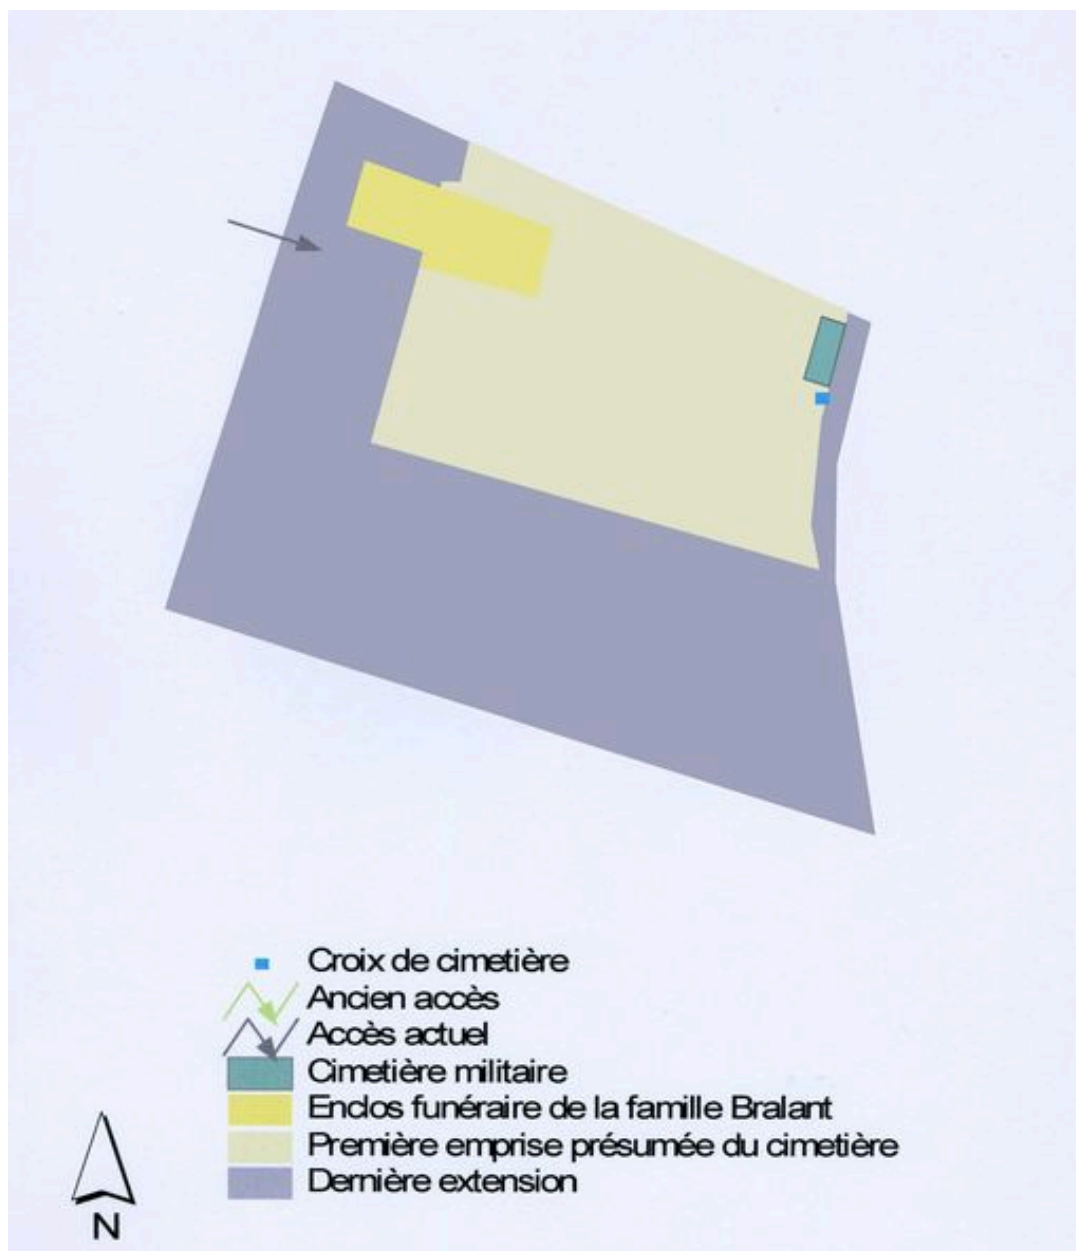 Croix de cimetière
Ancien accès
Accès actuel
Cimetière militaire
Enclos funéraire de la famille Bralant
Première emprise présumée du cimetière
Dernière extension
N